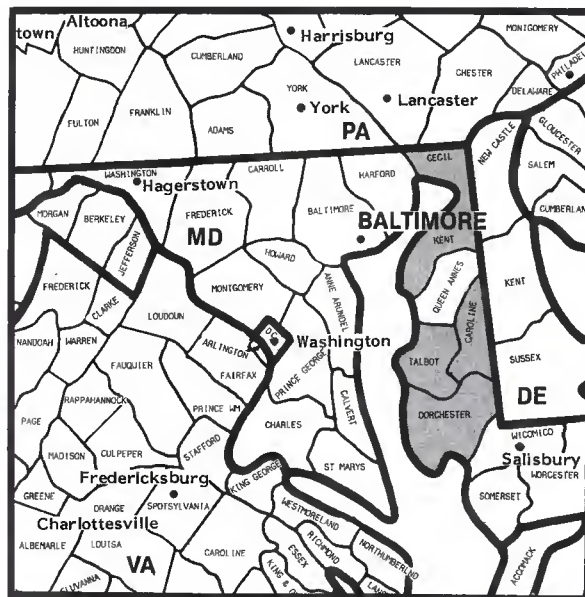 Altoona
town
HUNTINGDON
CUMBERLAND
Harrisburg
LANCASTER
MONTGOMERY
CHESTER
DELAWARE
YORK
York
Lancaster
FULTON
FRANKLIN
ADAMS
PA
NEW CASTLE
GLOUCESTER
SALEM
WASHINGTON
Hagerstown
CARROLL
HARFORD
CECIL
MORGAN
BERKELEY
JEFFERSON
FREDERICK
MD
BALTIMORE
BALTIMORE
KENT
KENT
HOWARD
FREDERICK
CLARKE
LOUDOUN
MONTGOMERY
ANNE ARUNDEL
QUEEN ANNES
CAROLINE
NANDOAH
WARREN
ARLINGTON
DC
Washington
PRINCE GEORGE
FAUQUIER
FAIRFAX
TALBOT
SUSSEX
DE
RAPPAHANNOCK
PRINCE WM
CALVERT
CHARLES
DORCHESTER
PAGE
MADISON
CULPEPER
STAFFORD
ST MARYS
WICOMICO
Salisbury
WORCESTER
Fredericksburg
KING GEORGE
GREENE
ORANGE
SPOTSYLVANIA
WESTMORELAND
SOMERSET
Charlottesville
ALBEMARLE
LOUISA
VA
CAROLINE
ESSEX
RICHMOND
NORTHUMBERLND
ACCOMACK